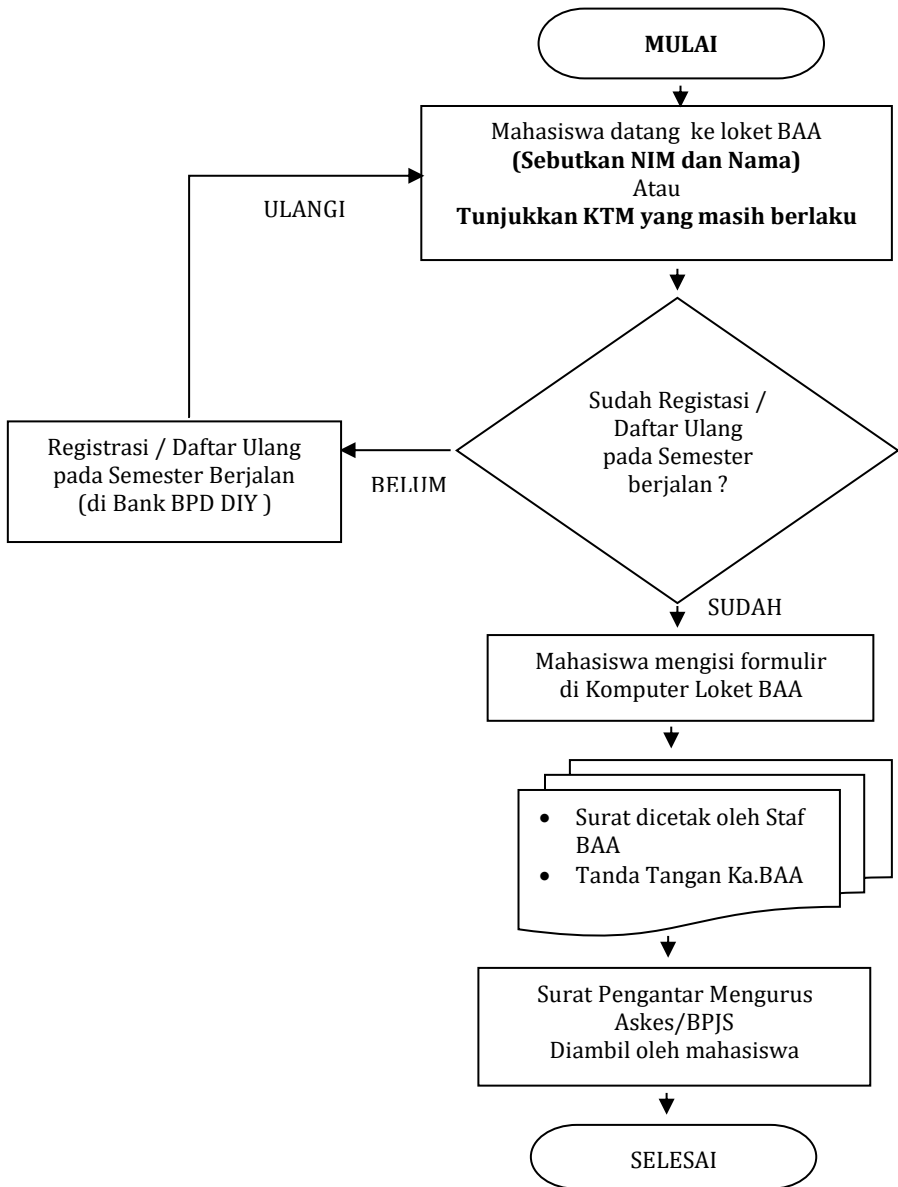 MULAI
Mahasiswa datang ke loket BAA
(Sebutkan NIM dan Nama)
Atau
Tunjukkan KTM yang masih berlaku
ULANGI
Sudah Registasi /
Daftar Ulang
pada Semester
berjalan ?
Registrasi / Daftar Ulang
pada Semester Berjalan
(di Bank BPD DIY )
BELUM
SUDAH
Mahasiswa mengisi formulir
di Komputer Loket BAA
• Surat dicetak oleh Staf
BAA
• Tanda Tangan Ka.BAA
Surat Pengantar Mengurus
Askes/BPJS
Diambil oleh mahasiswa
SELESAI